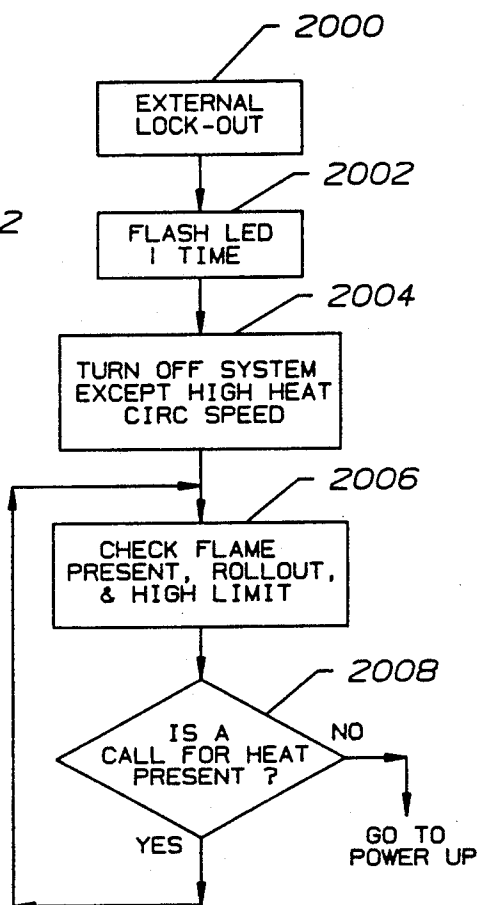 2000
EXTERNAL
LOCK-OUT
2002
2
FLASH LED
1 TIME
2004
TURN OFF SYSTEM
EXCEPT HIGH HEAT
CIRC SPEED
2006
CHECK FLAME
PRESENT, ROLLOUT,
& HIGH LIMIT
2008
IS A
CALL FOR HEAT
PRESENT ?
NO
YES
GO TO
POWER UP